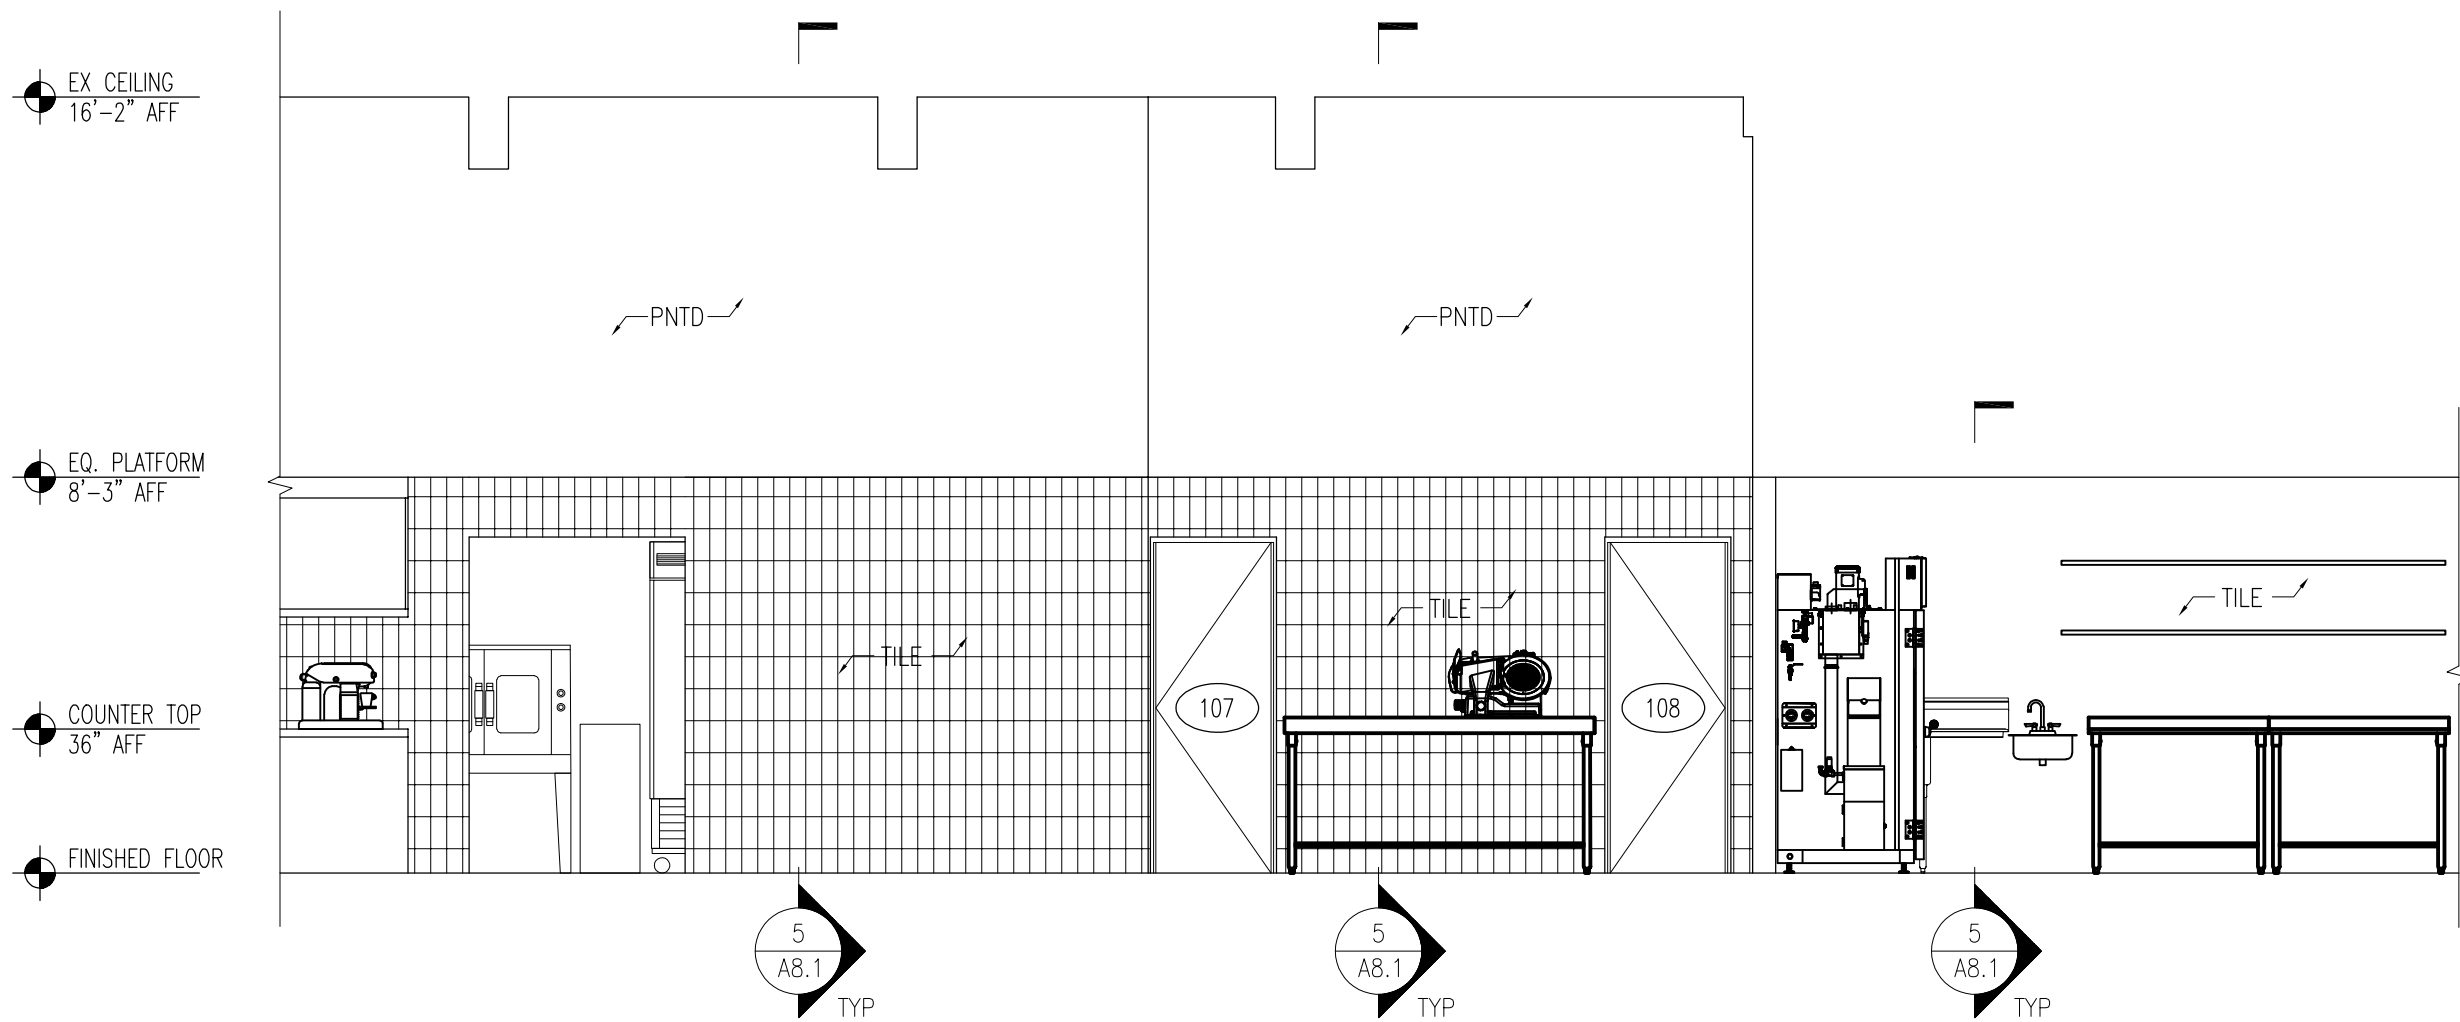 EX CEILING
16'-2" AFF
PNTD
PNTD
EQ. PLATFORM
8'-3" AFF
TILE
TILE
TILE
107
108
COUNTER TOP
36" AFF
FINISHED FLOOR
5
A8.1
TYP
5
A8.1
TYP
5
A8.1
TYP